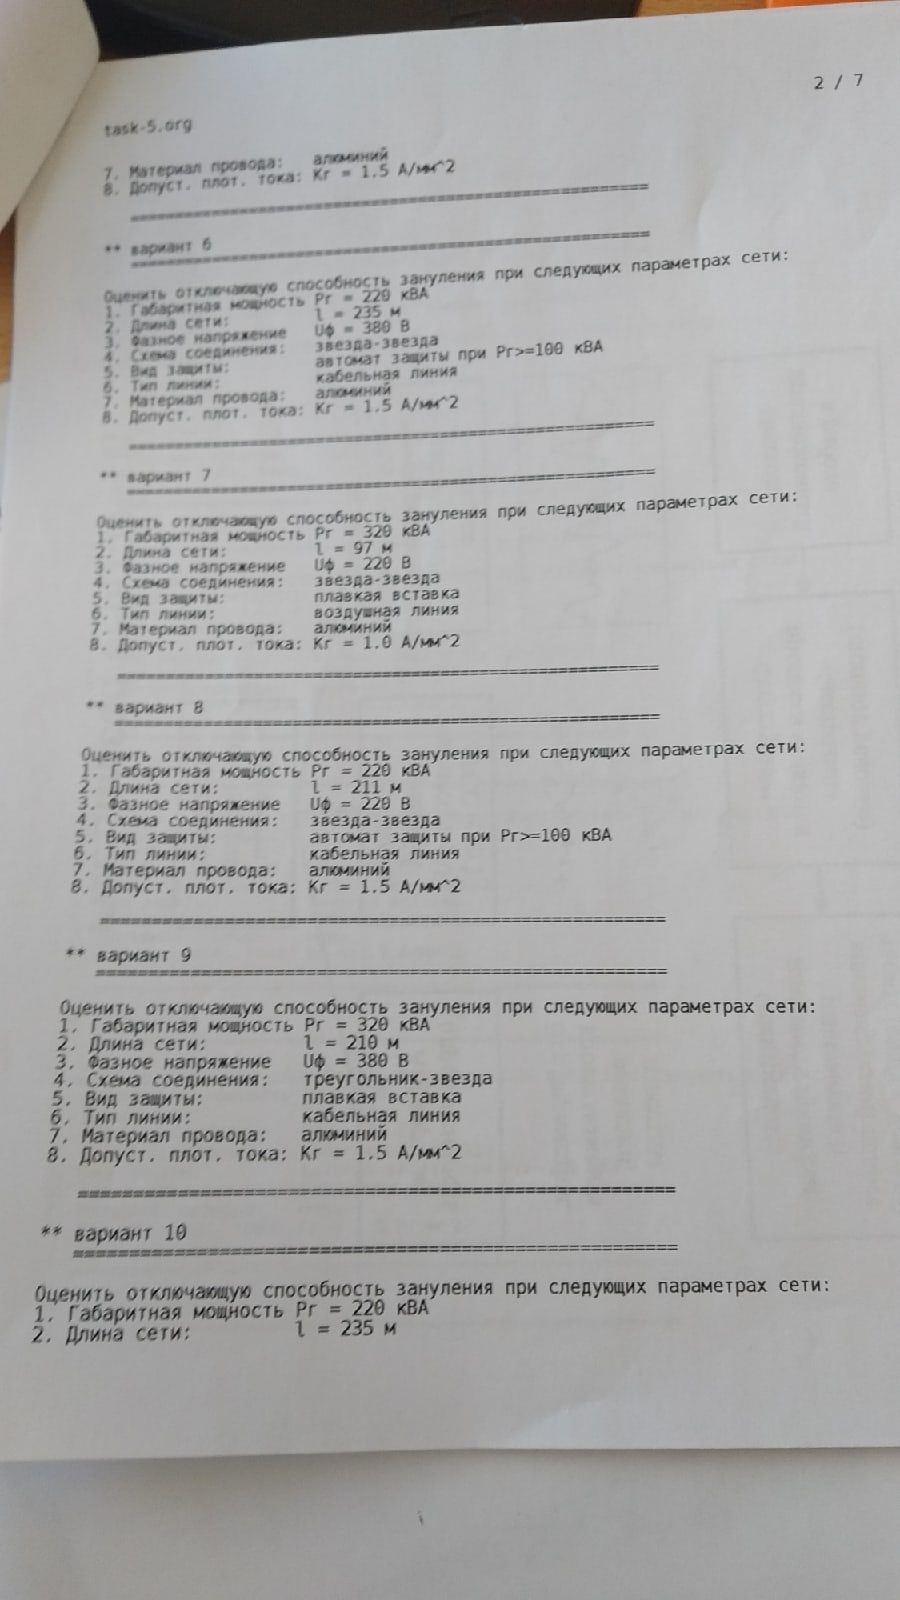 2 / 7
task-5.org
7. Материал провода: алюминий
8. Допуст. плот. тока: Kг = 1.5 А/мм^2
=====================================================
** вариант 6
=====================================================
Оценить отключающую способность зануления при следующих параметрах сети:
1. Габаритная мощность Pг = 220 кВА
2. Длина сети: l = 235 м
3. Фазное напряжение Uф = 380 В
4. Схема соединения: звезда-звезда
5. Вид защиты: автомат защиты при Pг>=100 кВА
6. Тип линии: кабельная линия
7. Материал провода: алюминий
8. Допуст. плот. тока: Kг = 1.5 А/мм^2
=====================================================
** вариант 7
=====================================================
Оценить отключающую способность зануления при следующих параметрах сети:
1. Габаритная мощность Pг = 320 кВА
2. Длина сети: l = 97 м
3. Фазное напряжение Uф = 220 В
4. Схема соединения: звезда-звезда
5. Вид защиты: плавкая вставка
6. Тип линии: воздушная линия
7. Материал провода: алюминий
8. Допуст. плот. тока: Kг = 1.0 А/мм^2
=====================================================
** вариант 8
=====================================================
Оценить отключающую способность зануления при следующих параметрах сети:
1. Габаритная мощность Pг = 220 кВА
2. Длина сети: l = 211 м
3. Фазное напряжение Uф = 220 В
4. Схема соединения: звезда-звезда
5. Вид защиты: автомат защиты при Pг>=100 кВА
6. Тип линии: кабельная линия
7. Материал провода: алюминий
8. Допуст. плот. тока: Kг = 1.5 А/мм^2
=====================================================
** вариант 9
=====================================================
Оценить отключающую способность зануления при следующих параметрах сети:
1. Габаритная мощность Pг = 320 кВА
2. Длина сети: l = 210 м
3. Фазное напряжение Uф = 380 В
4. Схема соединения: треугольник-звезда
5. Вид защиты: плавкая вставка
6. Тип линии: кабельная линия
7. Материал провода: алюминий
8. Допуст. плот. тока: Kг = 1.5 А/мм^2
=====================================================
** вариант 10
=====================================================
Оценить отключающую способность зануления при следующих параметрах сети:
1. Габаритная мощность Pг = 220 кВА
2. Длина сети: l = 235 м